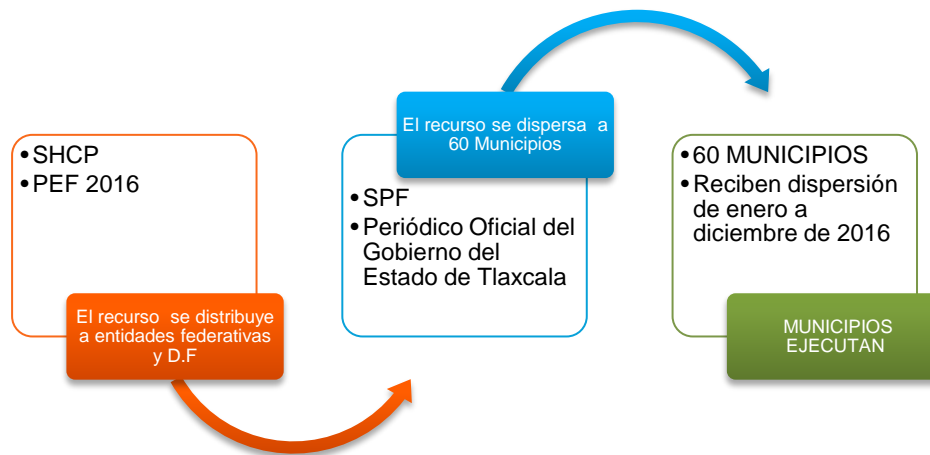 •SHCP
•PEF 2016
El recurso se distribuye
a entidades federativas
y D.F
El recurso se dispersa a
60 Municipios
•SPF
•Periódico Oficial del
Gobierno del
Estado de Tlaxcala
•60 MUNICIPIOS
•Reciben dispersión
de enero a
diciembre de 2016
MUNICIPIOS
EJECUTAN